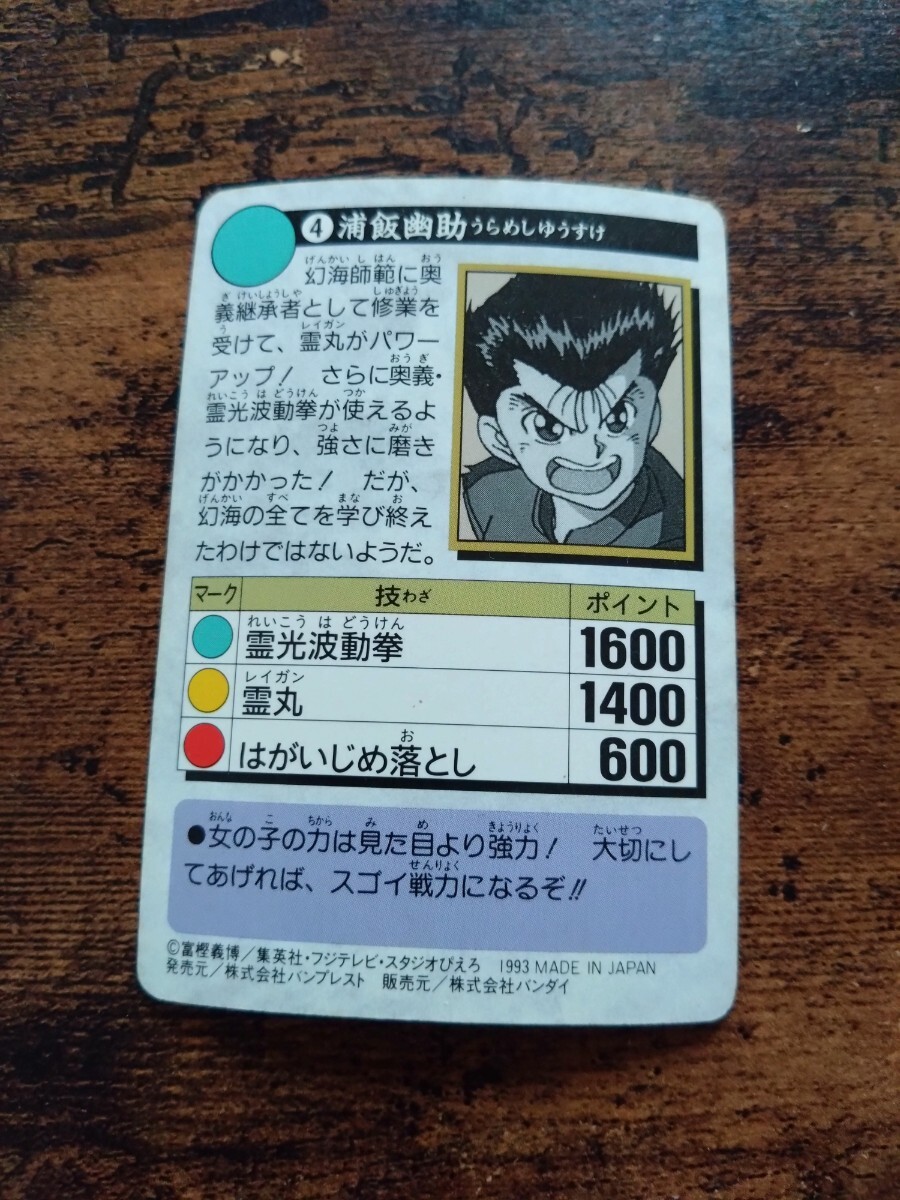 4 浦飯幽助 うらめしゆうすけ
げんかい し はん おう
幻海師範に奥
ぎ けいしょうしゃ しゅぎょう
義継承者として修業を
う レイガン
受けて、霊丸がパワー
おうぎ
アップ! さらに奥義・
れいこう は どうけん つか
霊光波動拳が使えるよ
つよ みが
うになり、強さに磨き
がかかった! だが、
げんかい すべ まな お
幻海の全てを学び終え
たわけではないようだ。
マーク 技わざ ポイント
れいこう は どうけん
霊光波動拳 1600
レイガン
霊丸 1400
お
はがいじめ落とし 600
おんな こ ちから み め きょうりょく たいせつ
●女の子の力は見た目より強力! 大切にし
せんりょく
てあげれば、スゴイ戦力になるぞ!!
©富樫義博/集英社・フジテレビ・スタジオぴえろ 1993 MADE IN JAPAN
発売元/株式会社バンプレスト 販売元/株式会社バンダイ